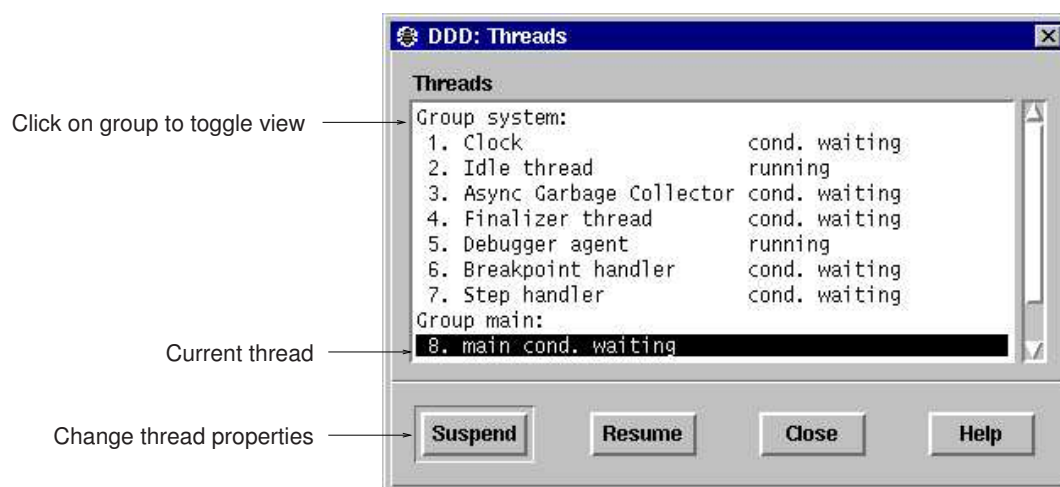 DDD: Threads
Threads
Click on group to toggle view
Group system:
1. Clock cond. waiting
2. Idle thread running
3. Async Garbage Collector cond. waiting
4. Finalizer thread cond. waiting
5. Debugger agent running
6. Breakpoint handler cond. waiting
7. Step handler cond. waiting
Group main:
Current thread
8. main cond. waiting
Change thread properties
Suspend Resume Close Help